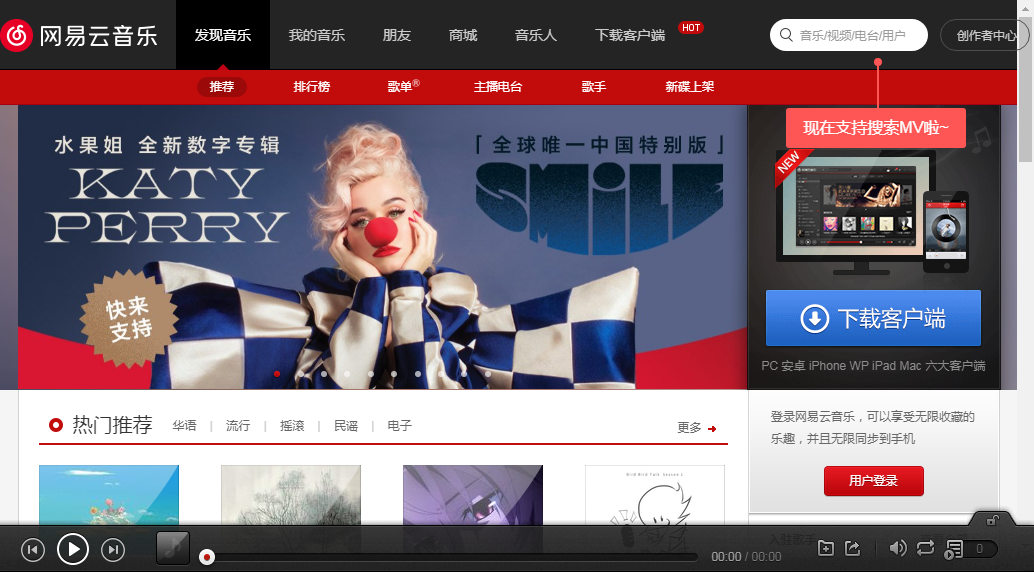 网易云音乐
发现音乐
我的音乐
朋友
商城
音乐人
下载客户端
HOT
音乐/视频/电台/用户
创作者中心
推荐
排行榜
歌单®
主播电台
歌手
新碟上架
现在支持搜索MV啦~
水果姐 全新数字专辑
KATY
PERRY
「全球唯一中国特别版」
SMiLE
快来
支持
NEW
下载客户端
PC 安卓 iPhone WP iPad Mac 六大客户端
热门推荐
华语 | 流行 | 摇滚 | 民谣 | 电子
更多
登录网易云音乐，可以享受无限收藏的
乐趣，并且无限同步到手机
用户登录
00:00 / 00:00
0